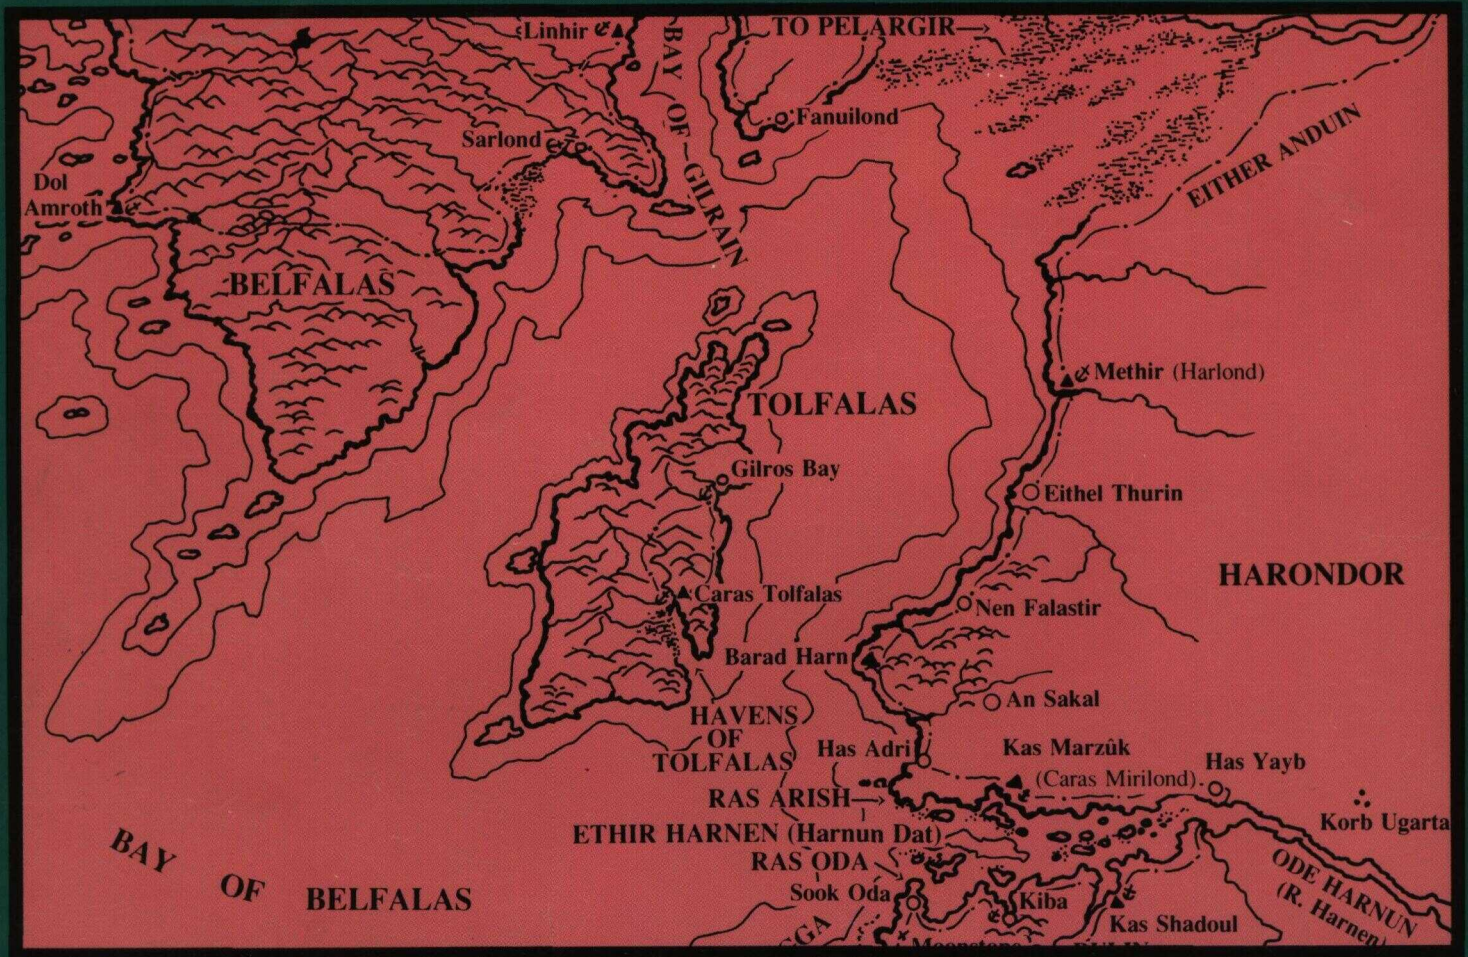 Linhir
BAY OF GILRAIN
TO PELARGIR
Fanuilond
Sarlond
EITHER ANDUIN
Dol
Amroth
BELFALAS
Methir (Harlond)
TOLFALAS
Gilros Bay
Eithel Thurin
HARONDOR
Caras Tolfalas
Nen Falastir
Barad Harn
An Sakal
HAVENS
OF
TOLFALAS
Has Adri
Kas Marzûk
(Caras Mirilond)
Has Yayb
RAS ARISH
Korb Ugarta
ETHIR HARNEN (Harnun Dat)
RAS ODA
BAY OF BELFALAS
Sook Oda
Kiba
ODE HARNUN
(R. Harnen)
Kas Shadoul